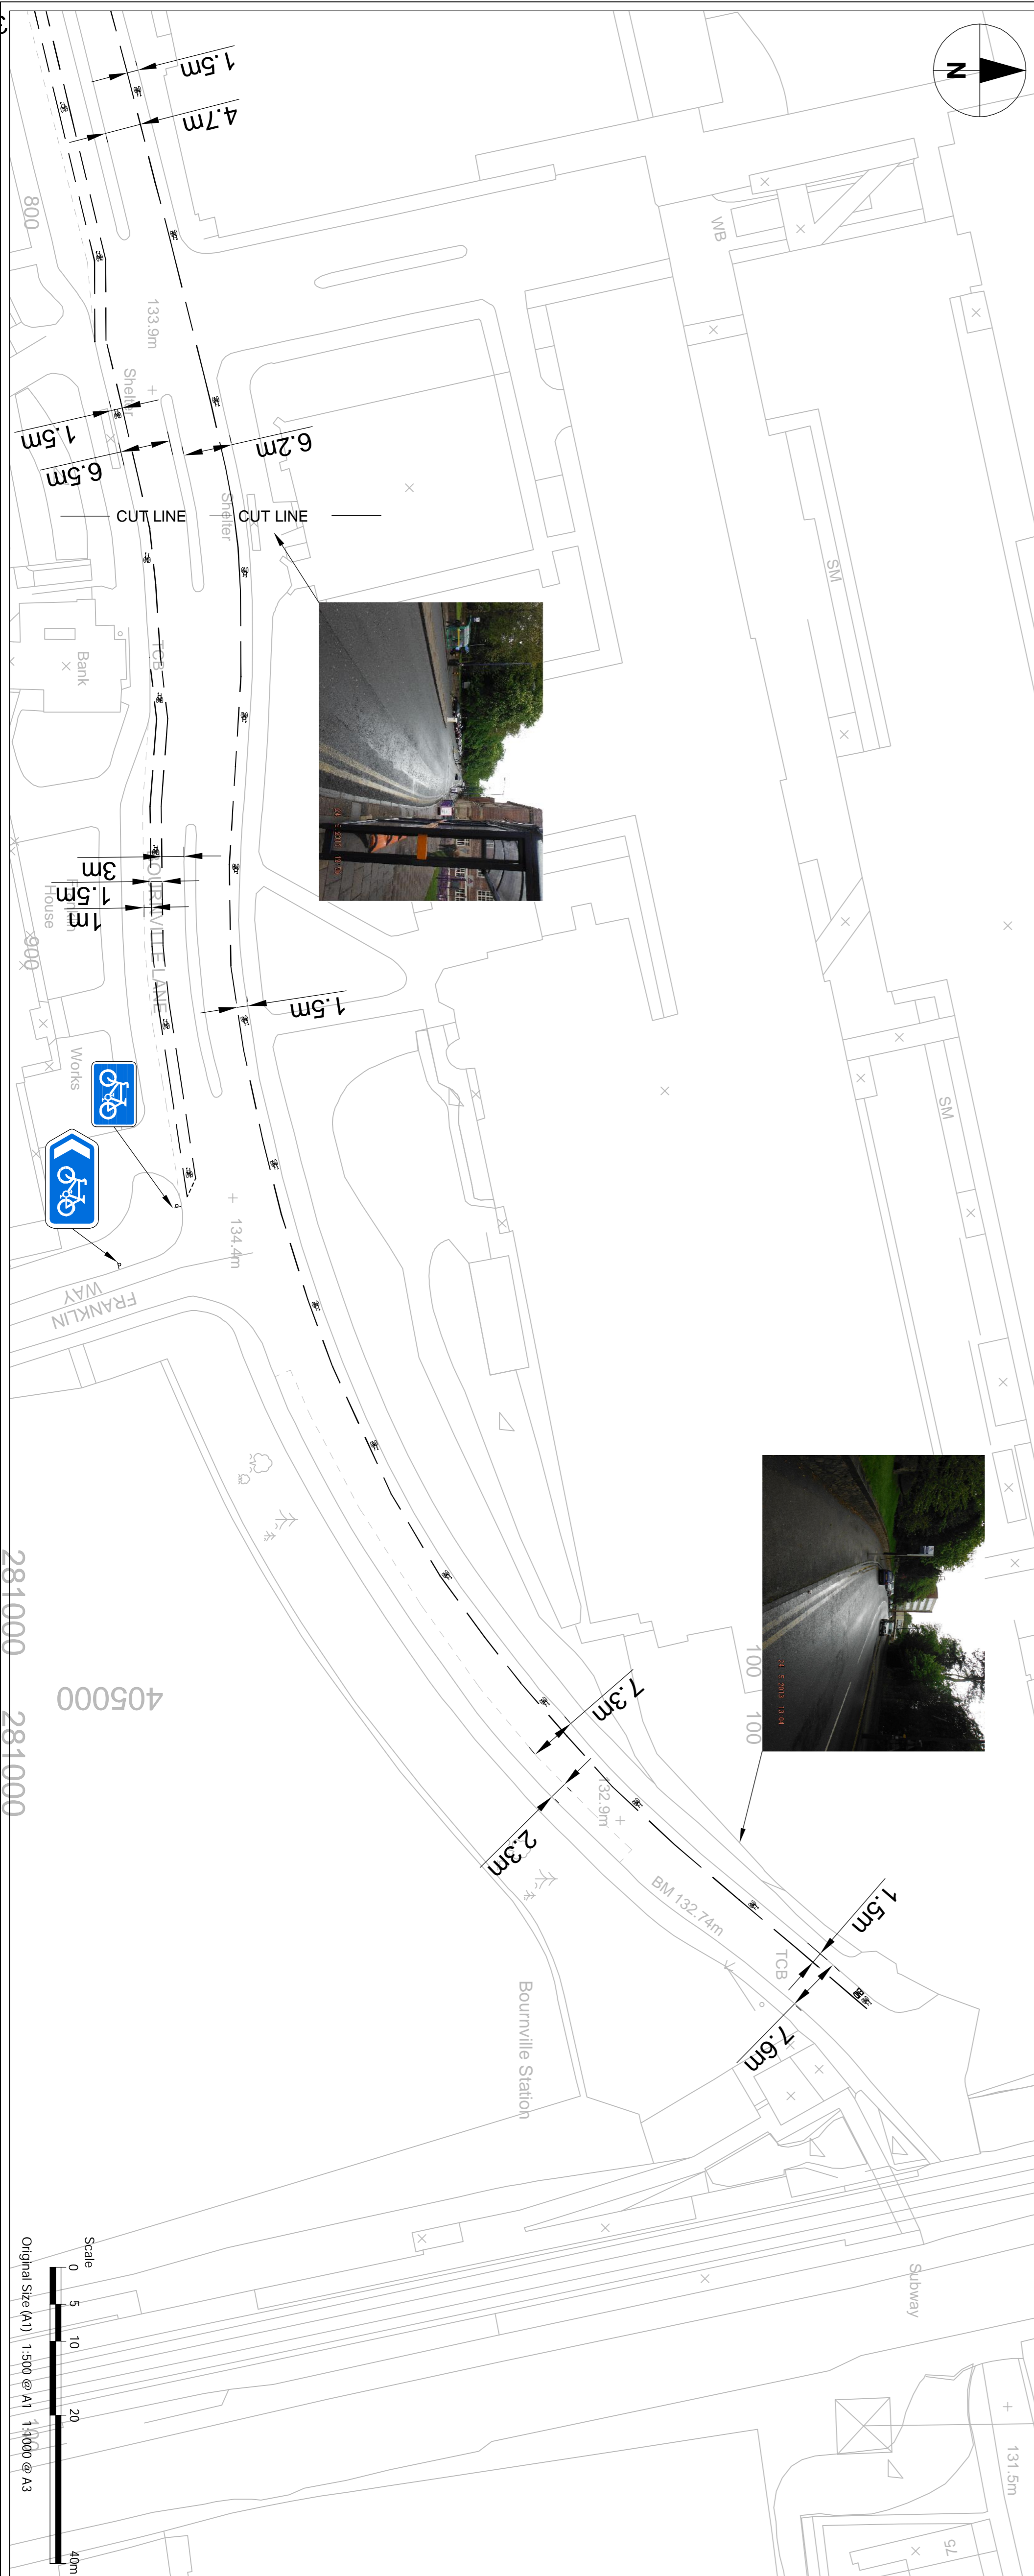 N
1.5m
4.7m
800
133.9m
WB
Shelter
1.5m
6.5m
6.2m
CUT LINE
CUT LINE
Shelter
SM
TCB
Bank
3m
1.5m
1m
House
900
1.5m
Works
SM
134.4m
FRANKLIN
WAY
281000
281000
405000
100
100
7.3m
132.9m
2.3m
BM 132.74m
1.5m
TCB
7.6m
Bournville Station
Subway
131.5m
75
Scale
0
5
10
20
40m
Original Size (A1)
1:500 @ A1
1:1000 @ A3